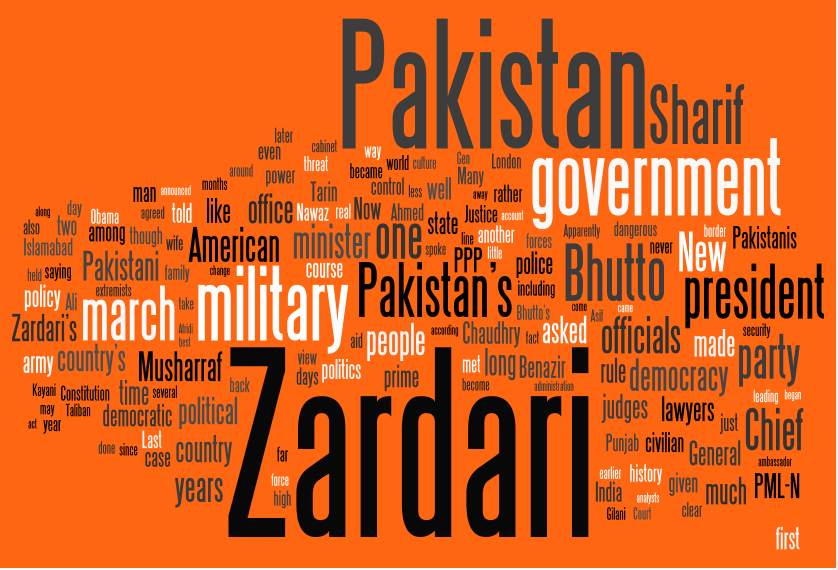 Pakistan
Sharif
later
cabinet
even
threat
way
became
world
culture
Gen
London
government
around
power
Many
man
announced
months
Tarin
control
less
well
away
rather
along
day
Obama
agreed
told
like
office
Nawaz
real
Now
Ahmed
state
Justice
account
also
two
among
though
wife
American
minister
one
spoke
line
another
forces
Apparently
dangerous
never
border
New
Pakistanis
Islamabad
held
saying
Pakistani
family
change
course
PPP
little
police
Bhutto
policy
Ali
extremists
march
take
military
Pakistan's
including
president
Bhutto's
come
Asif
came
Zardari's
Afridi
best
aid
people
according
Chaudhry
fact
asked
officials
made
security
party
army
country's
Musharraf
view
days
politics
prime
met
long
Benazir
become
administration
rule
democracy
Kayani
Constitution
time
several
back
Zardari
leading
began
may
Taliban
democratic
political
judges
lawyers
just
Chief
act
year
done
since
Last
case
country
far
Punjab
civilian
General
ambassador
years
force
high
earlier
history
India
analysts
given
much
PML-N
Gilani
Court
clear
first